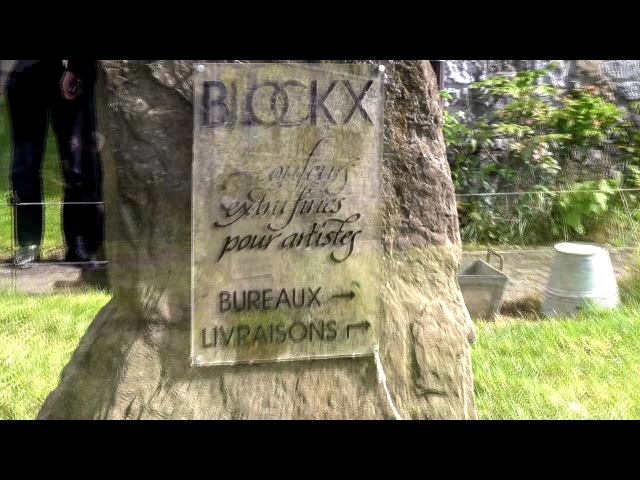 BLOCKX
Couleurs
extra fines
pour artistes
BUREAUX →
LIVRAISONS →